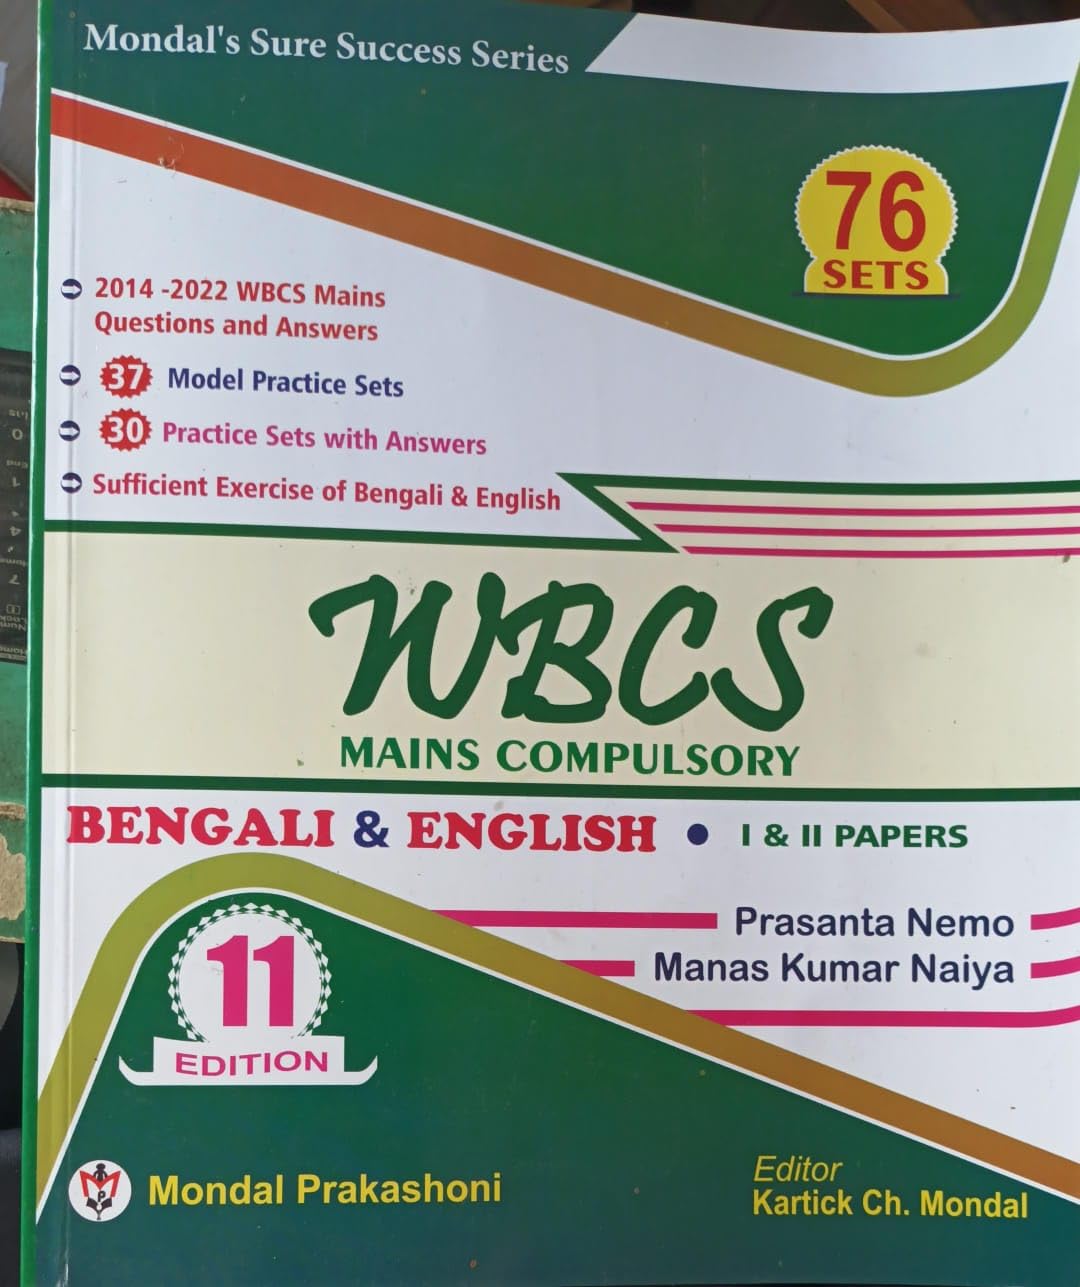 Mondal's Sure Success Series
76
SETS
2014 -2022 WBCS Mains
Questions and Answers
37 Model Practice Sets
30 Practice Sets with Answers
Sufficient Exercise of Bengali & English
WBCS
MAINS COMPULSORY
BENGALI & ENGLISH • I & II PAPERS
Prasanta Nemo
Manas Kumar Naiya
11
EDITION
Mondal Prakashoni
Editor
Kartick Ch. Mondal